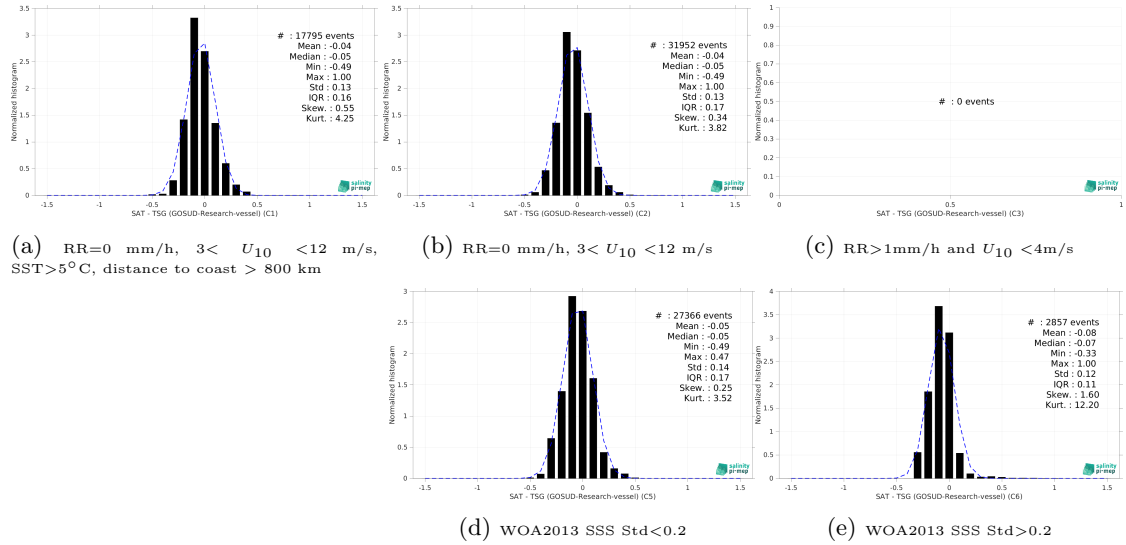 3.5
3
2.5
2
1.5
1
0.5
0
Normalized histogram
# : 17795 events
Mean : -0.04
Median : -0.05
Min : -0.49
Max : 1.00
Std : 0.13
IQR : 0.16
Skew. : 0.55
Kurt. : 4.25
salinity
pi-mep
-1.5 -1 -0.5 0 0.5 1 1.5
SAT - TSG (GOSUD-Research-vessel) (C1)
(a) RR=0 mm/h, 3< U10 <12 m/s,
SST>5°C, distance to coast > 800 km
3.5
3
2.5
2
1.5
1
0.5
0
Normalized histogram
# : 31952 events
Mean : -0.04
Median : -0.05
Min : -0.49
Max : 1.00
Std : 0.13
IQR : 0.17
Skew. : 0.34
Kurt. : 3.82
salinity
pi-mep
-1.5 -1 -0.5 0 0.5 1 1.5
SAT - TSG (GOSUD-Research-vessel) (C2)
(b) RR=0 mm/h, 3< U10 <12 m/s
1
0.9
0.8
0.7
0.6
0.5
0.4
0.3
0.2
0.1
0
Normalized histogram
# : 0 events
salinity
pi-mep
0 0.5 1
SAT - TSG (GOSUD-Research-vessel) (C3)
(c) RR>1mm/h and U10 <4m/s
3
2.5
2
1.5
1
0.5
0
Normalized histogram
# : 27366 events
Mean : -0.05
Median : -0.05
Min : -0.49
Max : 0.47
Std : 0.14
IQR : 0.17
Skew. : 0.25
Kurt. : 3.52
salinity
pi-mep
-1.5 -1 -0.5 0 0.5 1 1.5
SAT - TSG (GOSUD-Research-vessel) (C5)
(d) WOA2013 SSS Std<0.2
4
3.5
3
2.5
2
1.5
1
0.5
0
Normalized histogram
# : 2857 events
Mean : -0.08
Median : -0.07
Min : -0.33
Max : 1.00
Std : 0.12
IQR : 0.11
Skew. : 1.60
Kurt. : 12.20
salinity
pi-mep
-1.5 -1 -0.5 0 0.5 1 1.5
SAT - TSG (GOSUD-Research-vessel) (C6)
(e) WOA2013 SSS Std>0.2